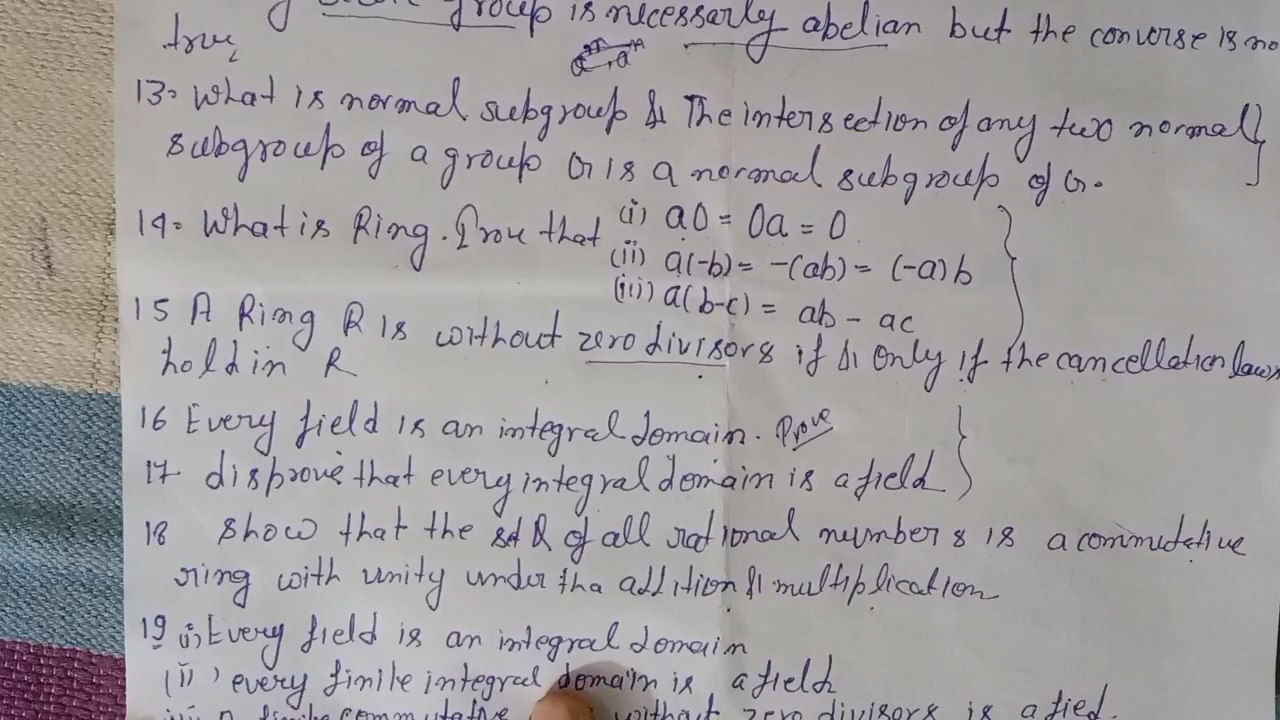 group is necessarly abelian but the converse is no
true
13. What is normal subgroup & The intersection of any two normal
subgroup of a group G is a normal subgroup of G.
14. What is Ring. Prove that (i) a0 = 0a = 0
(ii) a(-b) = -(ab) = (-a)b
(iii) a(b-c) = ab - ac
15 A Ring R is without zero divisors if & only if the cancellation laws
hold in R
16 Every field is an integral domain. Prove
17. disprove that every integral domain is a field
18 Show that the set Q of all rational numbers is a commutative
ring with unity under tha addition & multiplication
19 (i) Every field is an integral domain
(ii) every finite integral domain is a field
finite commutative without zero divisors is a fied.